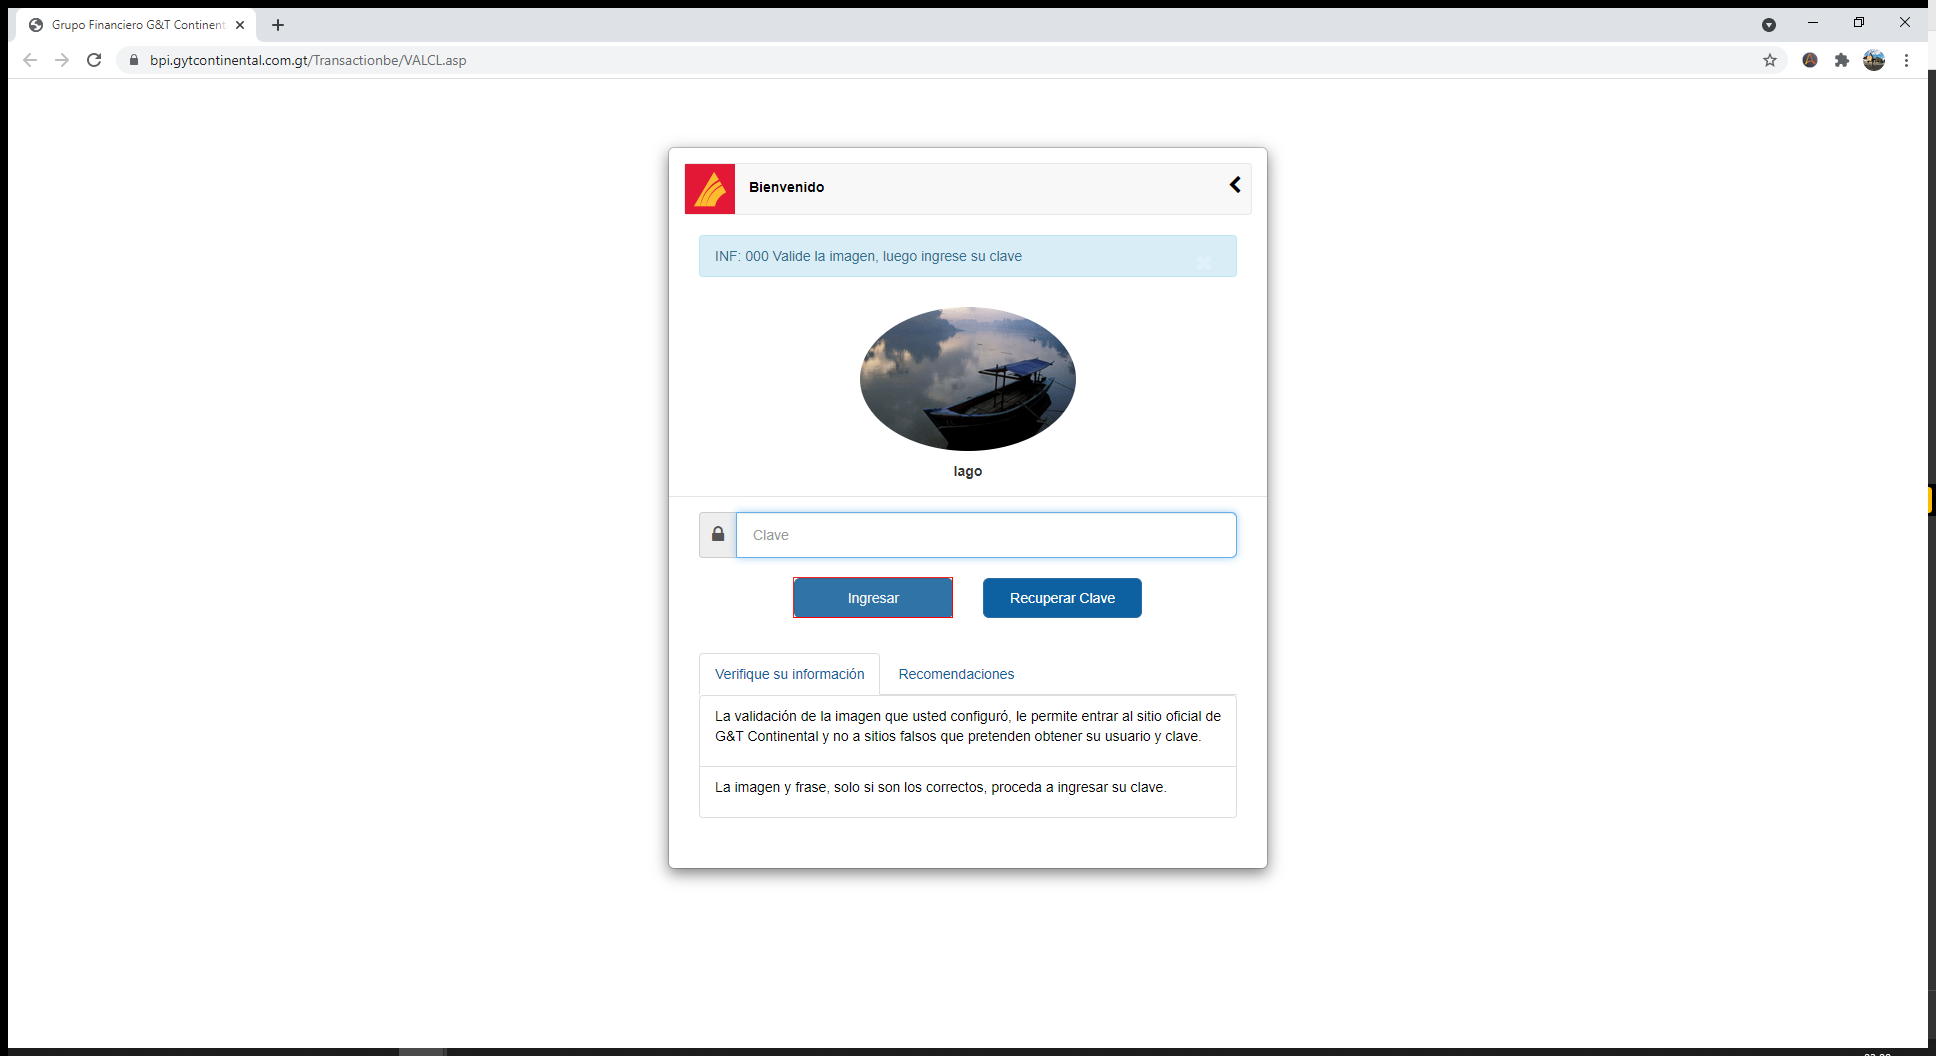 Grupo Financiero G&T Continent
bpi.gytcontinental.com.gt/Transactionbe/VALCL.asp
Bienvenido
INF: 000 Valide la imagen, luego ingrese su clave
lago
Clave
Ingresar
Recuperar Clave
Verifique su información
Recomendaciones
La validación de la imagen que usted configuró, le permite entrar al sitio oficial de
G&T Continental y no a sitios falsos que pretenden obtener su usuario y clave.
La imagen y frase, solo si son los correctos, proceda a ingresar su clave.